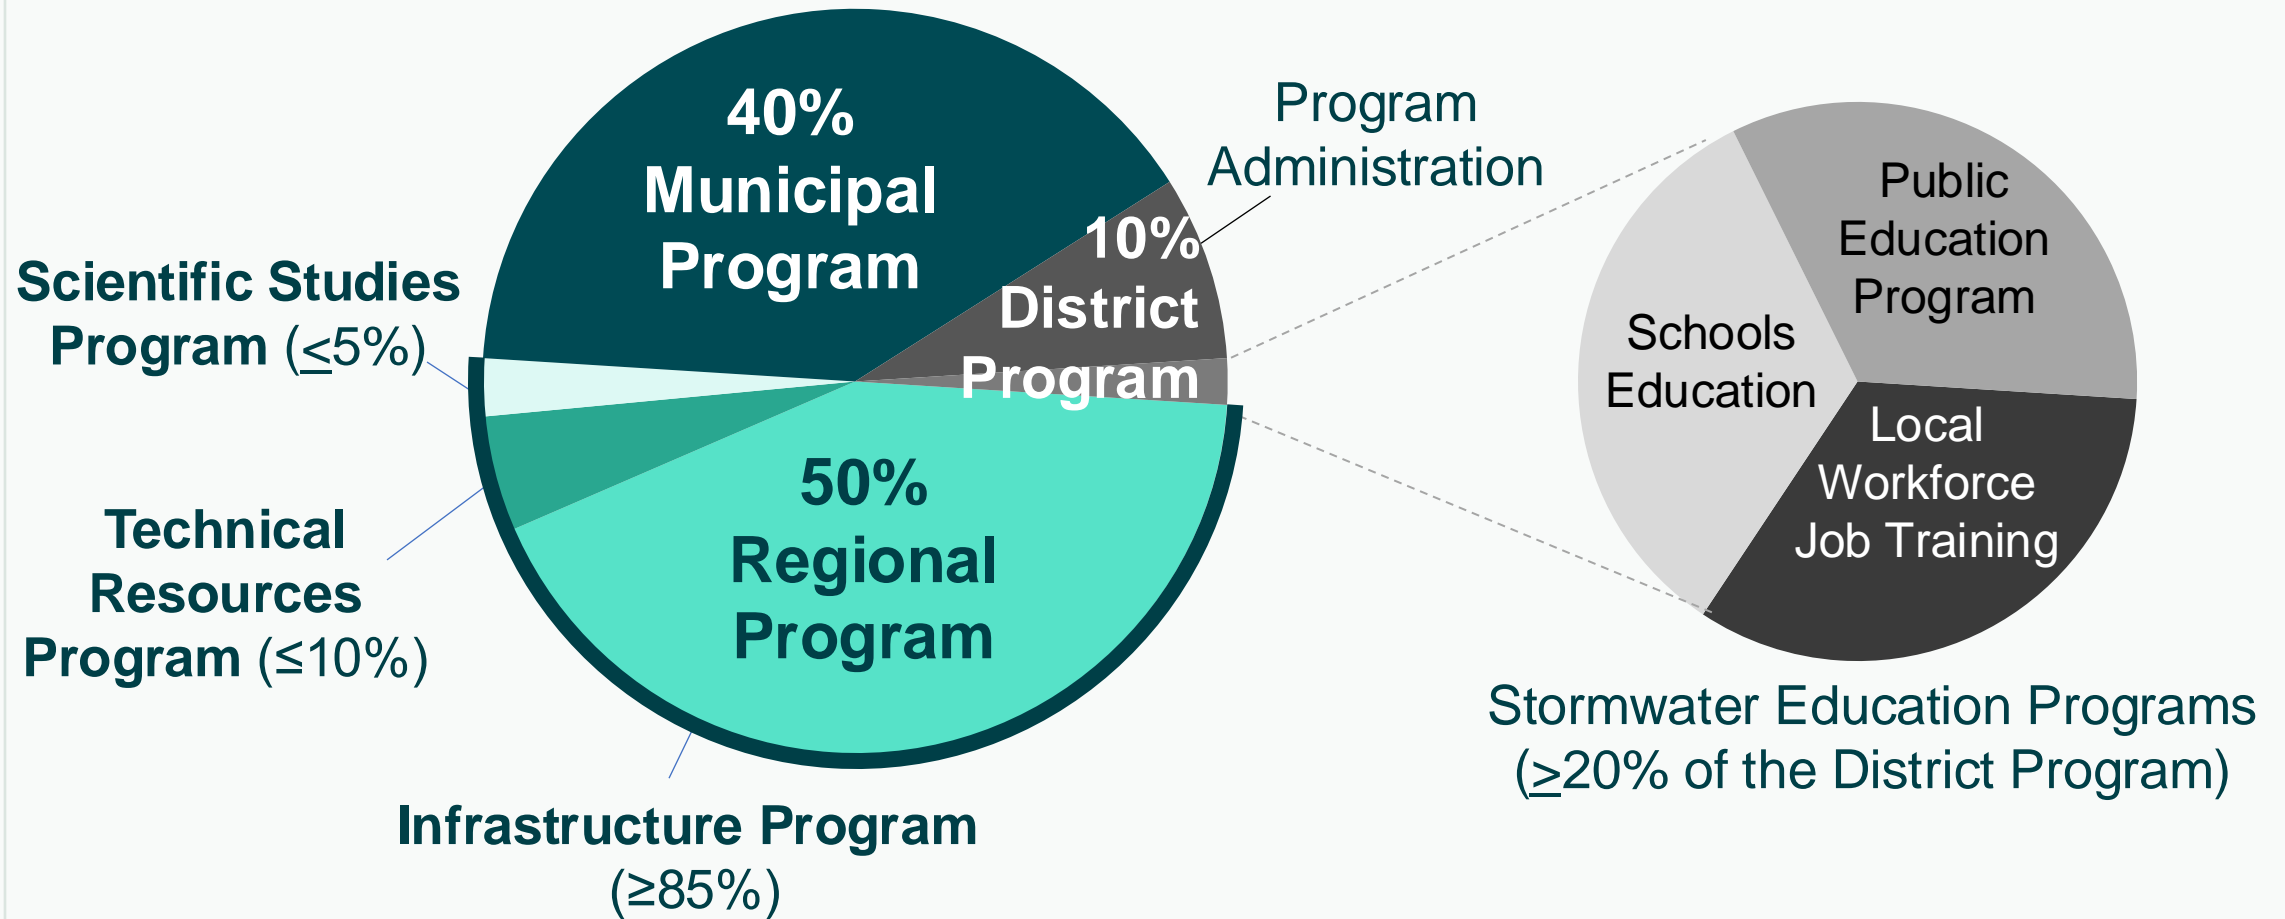 40%
Municipal
Program
10%
District
Program
Program
Administration
Scientific Studies
Program (≤5%)
Technical
Resources
Program (≤10%)
50%
Regional
Program
Infrastructure Program
(≥85%)
Public
Education
Program
Schools
Education
Local
Workforce
Job Training
Stormwater Education Programs
(≥20% of the District Program)